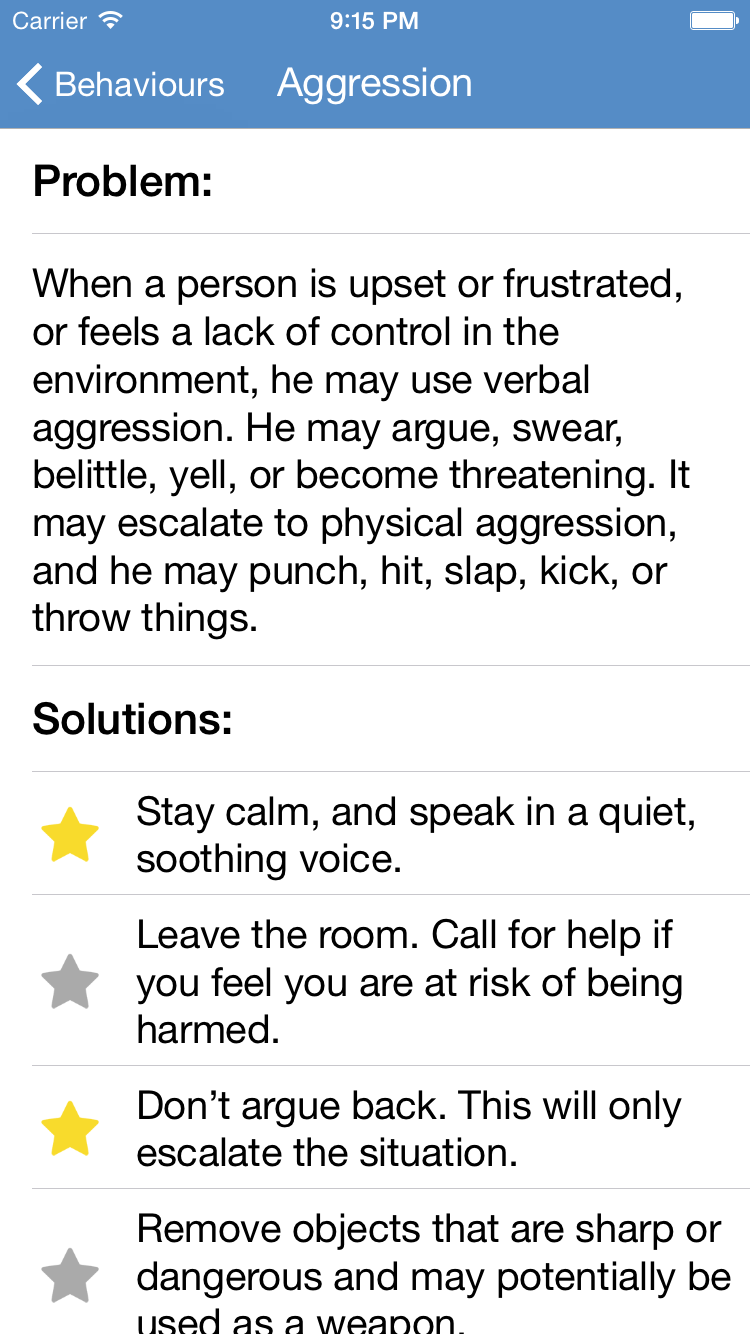 Carrier 9:15 PM
Behaviours Aggression
Problem:
When a person is upset or frustrated,
or feels a lack of control in the
environment, he may use verbal
aggression. He may argue, swear,
belittle, yell, or become threatening. It
may escalate to physical aggression,
and he may punch, hit, slap, kick, or
throw things.
Solutions:
Stay calm, and speak in a quiet,
soothing voice.
Leave the room. Call for help if
you feel you are at risk of being
harmed.
Don’t argue back. This will only
escalate the situation.
Remove objects that are sharp or
dangerous and may potentially be
used as a weapon.